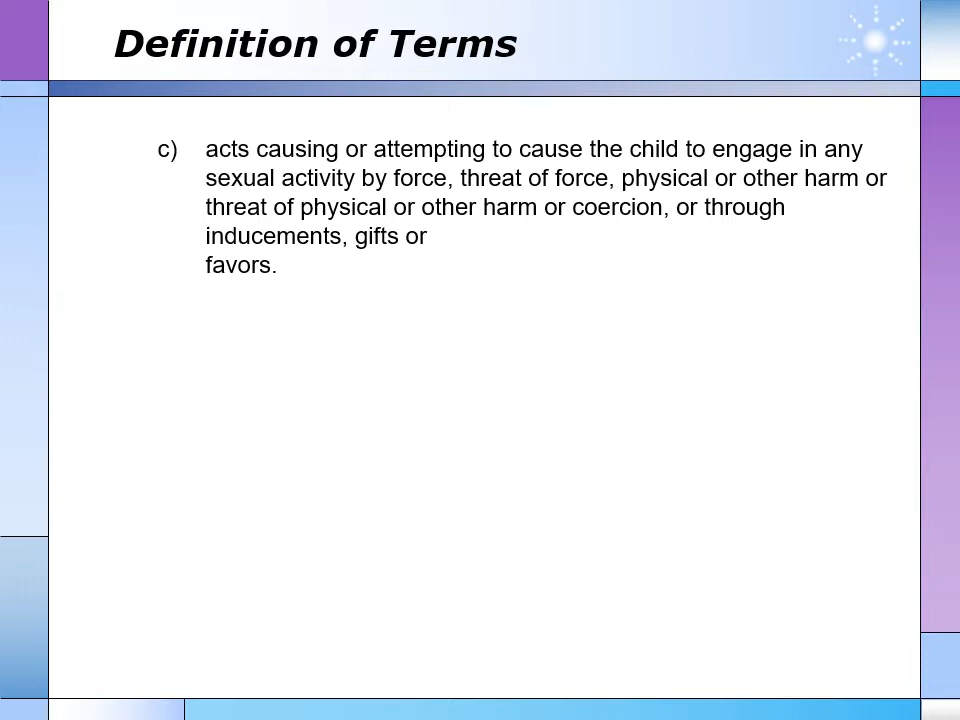 Definition of Terms
c) acts causing or attempting to cause the child to engage in any
sexual activity by force, threat of force, physical or other harm or
threat of physical or other harm or coercion, or through
inducements, gifts or
favors.